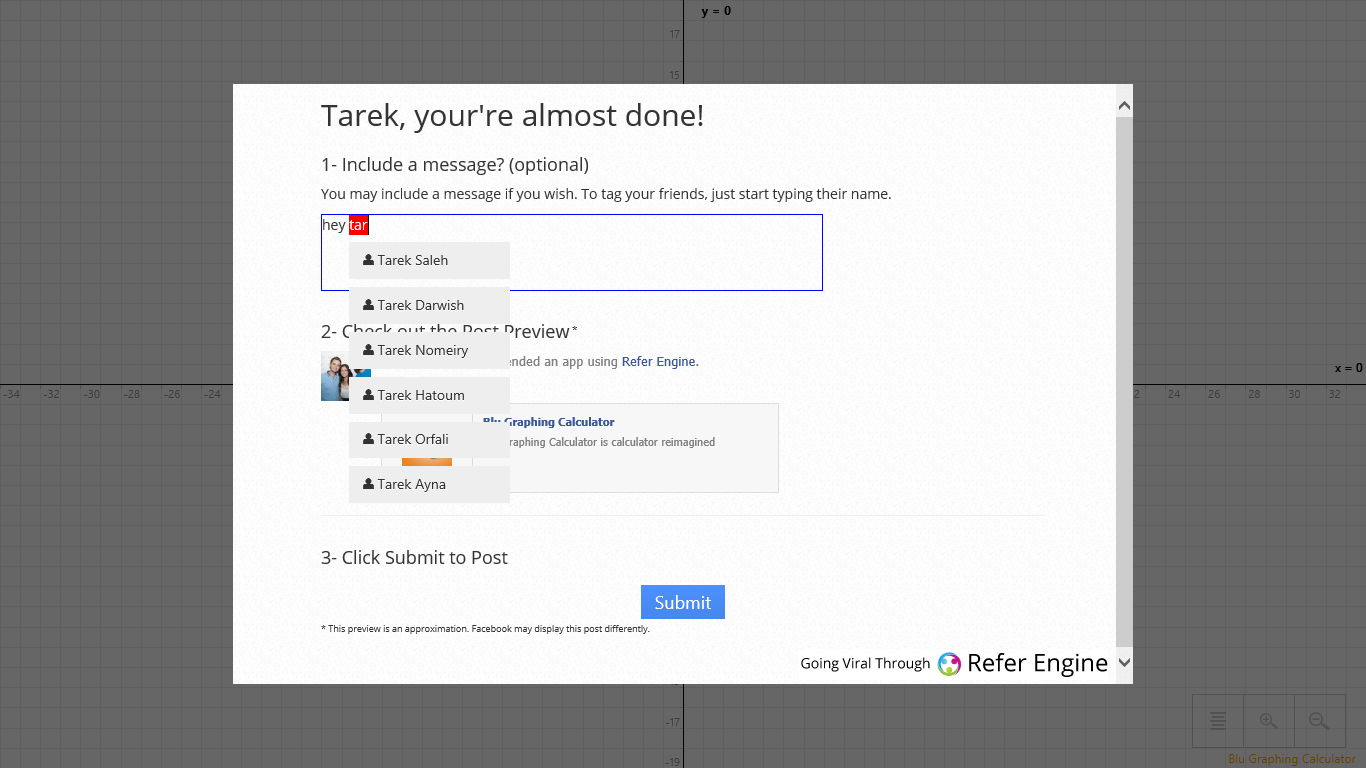 y = 0
17
15
Tarek, your're almost done!
1- Include a message? (optional)
You may include a message if you wish. To tag your friends, just start typing their name.
hey tar
Tarek Saleh
Tarek Darwish
2- Check out the Post Preview*
Tarek Nomeiry
ended an app using Refer Engine.
x = 0
-34 -32 -30 -28 -26 -24
2 24 26 28 30 32
Tarek Hatoum
Blu Graphing Calculator
Tarek Orfali
raphing Calculator is calculator reimagined
Tarek Ayna
3- Click Submit to Post
Submit
* This preview is an approximation. Facebook may display this post differently.
Going Viral Through Refer Engine
-17
Blu Graphing Calculator
-19